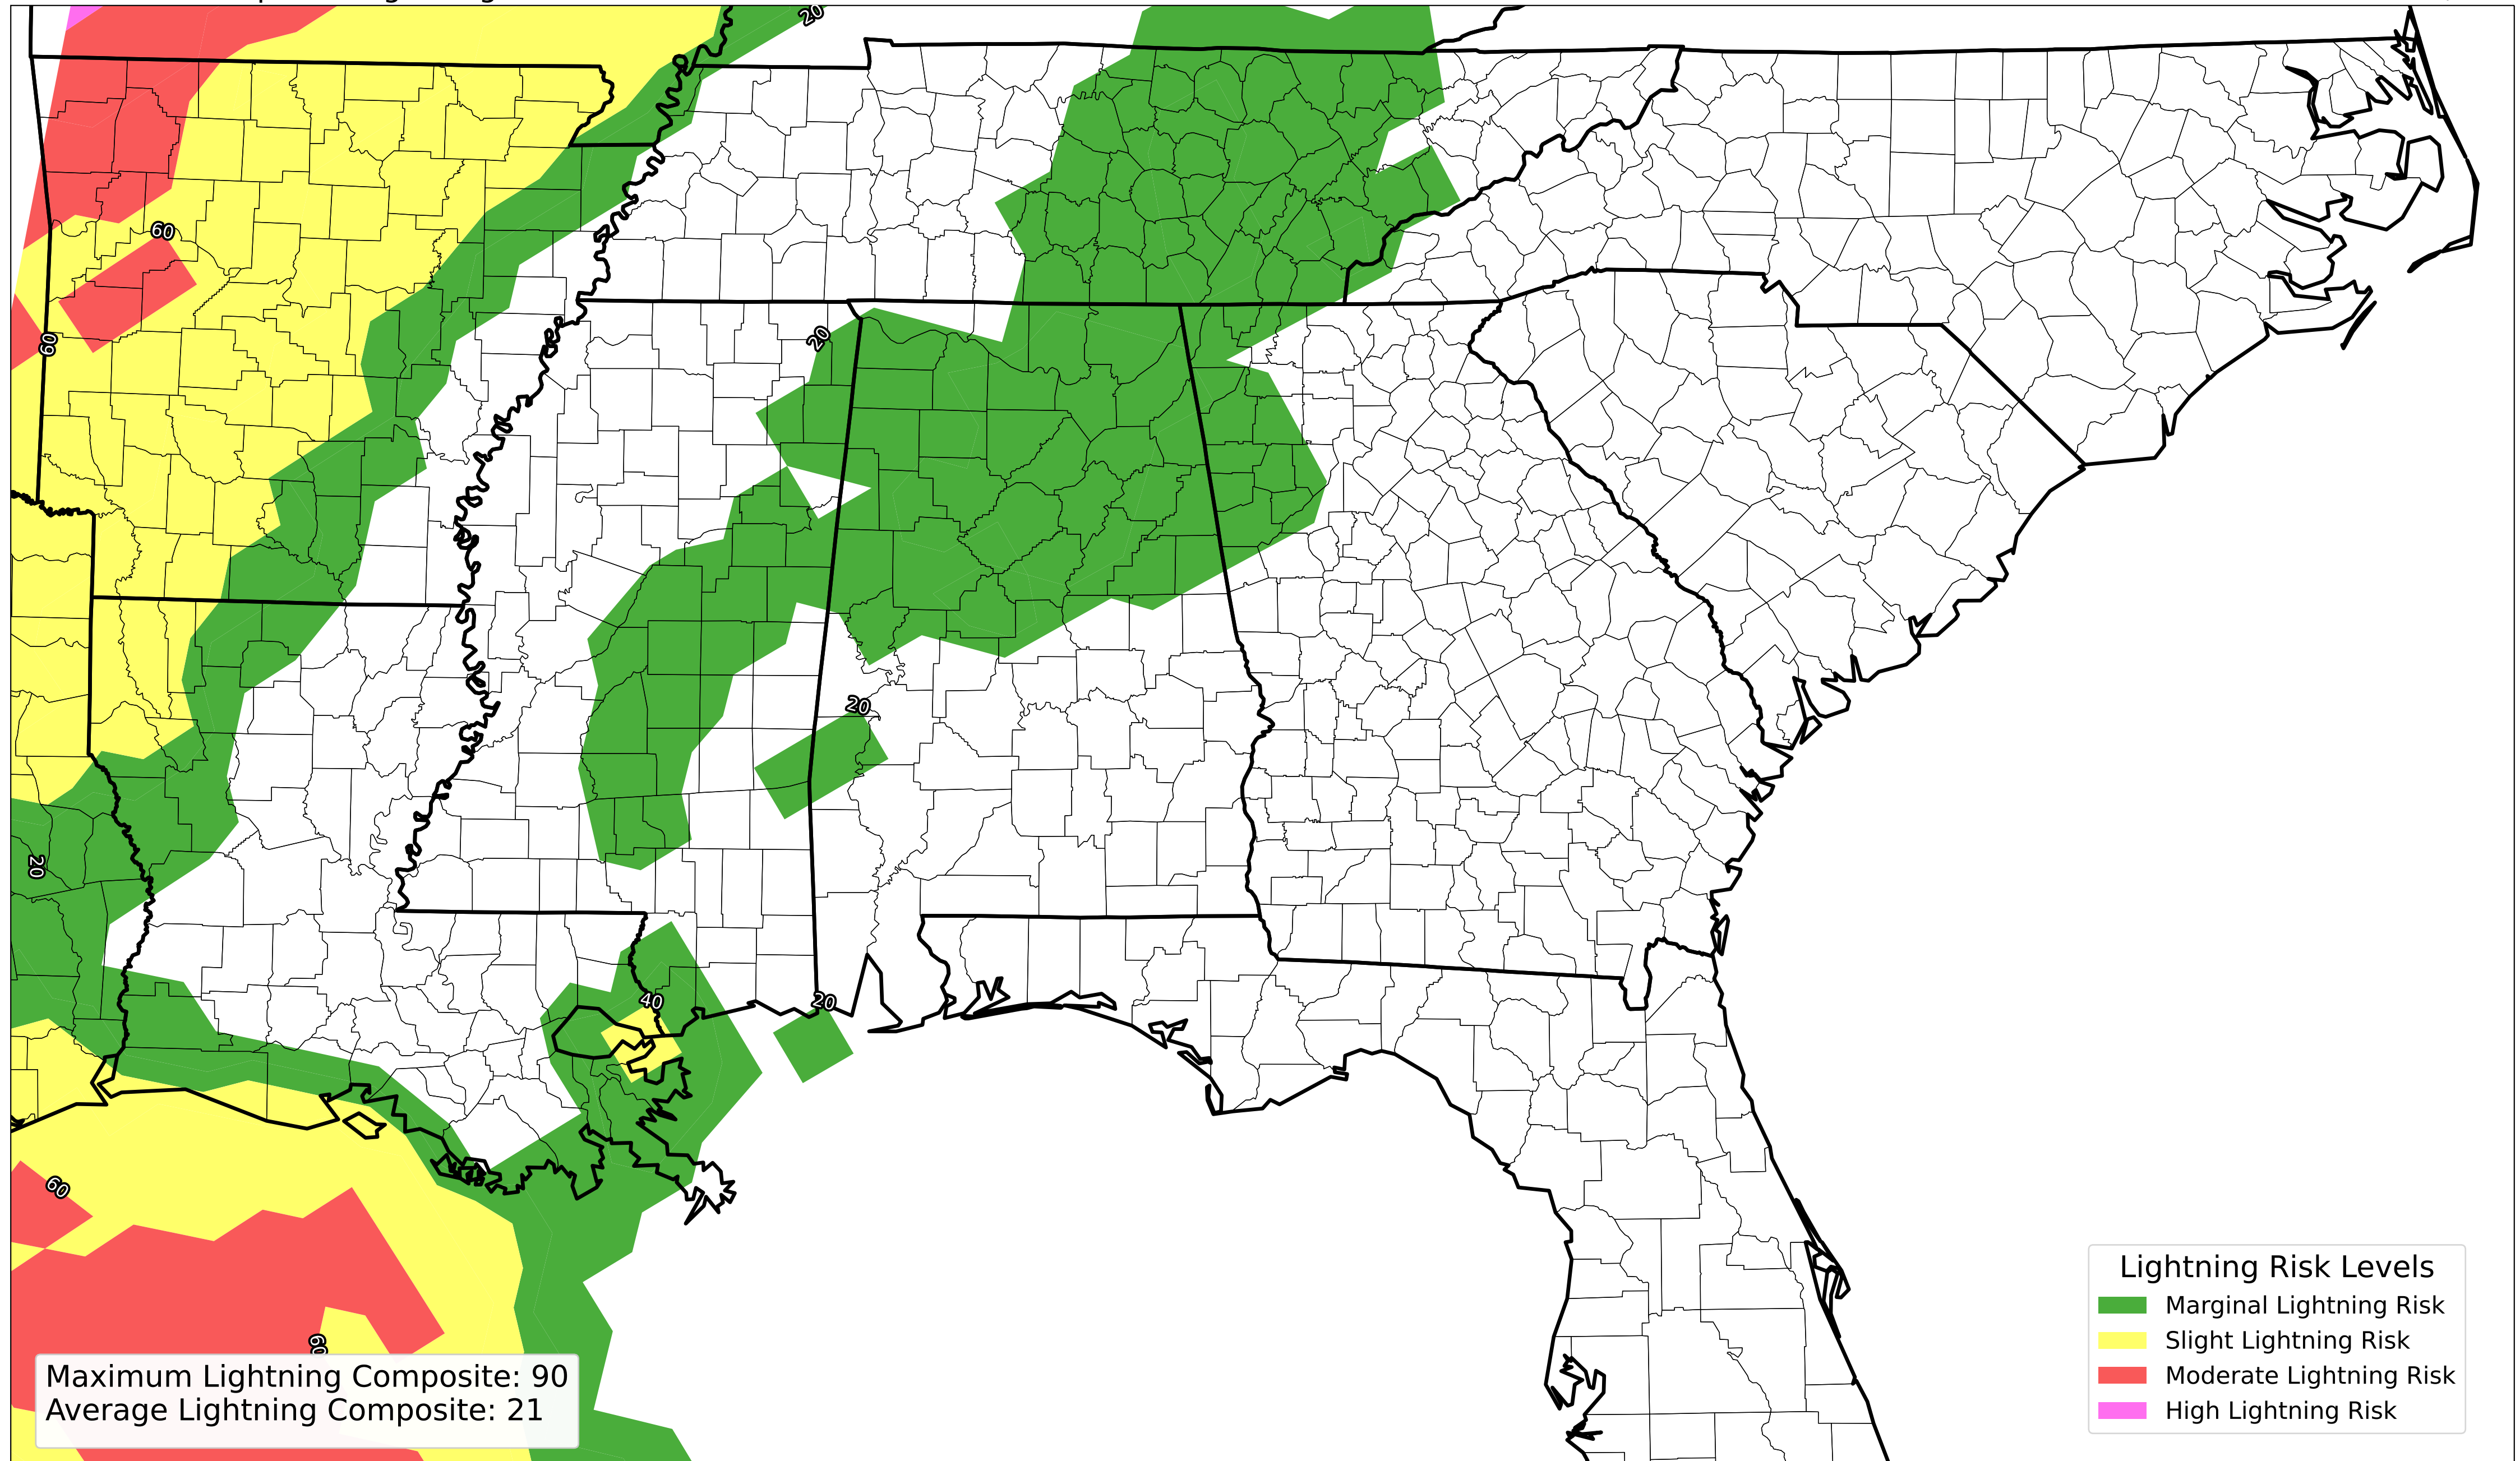 20
60
60
20
20
20
40
20
60
60
Maximum Lightning Composite: 90
Average Lightning Composite: 21
Lightning Risk Levels
Marginal Lightning Risk
Slight Lightning Risk
Moderate Lightning Risk
High Lightning Risk